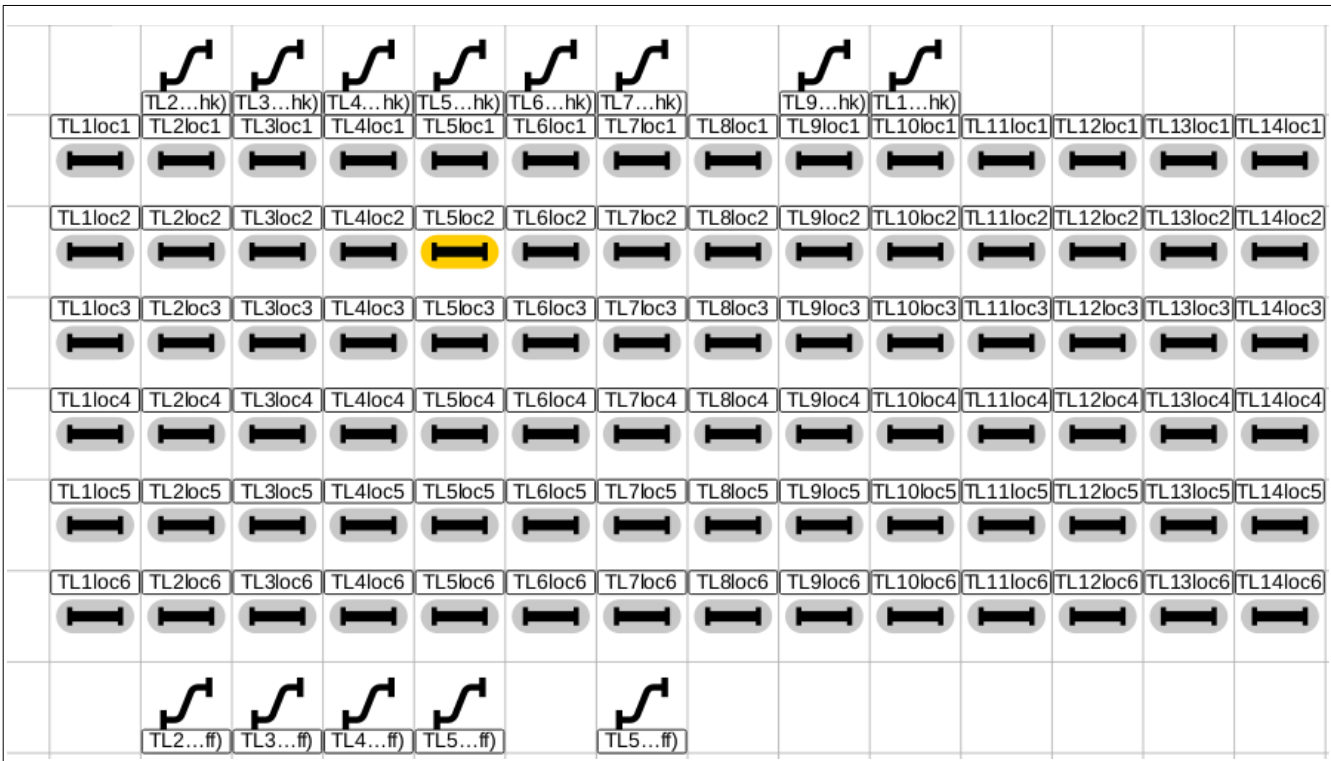 TL2...hk) TL3...hk) TL4...hk) TL5...hk) TL6...hk) TL7...hk) TL9...hk) TL1...hk)
TL1loc1 TL2loc1 TL3loc1 TL4loc1 TL5loc1 TL6loc1 TL7loc1 TL8loc1 TL9loc1 TL10loc1 TL11loc1 TL12loc1 TL13loc1 TL14loc1
TL1loc2 TL2loc2 TL3loc2 TL4loc2 TL5loc2 TL6loc2 TL7loc2 TL8loc2 TL9loc2 TL10loc2 TL11loc2 TL12loc2 TL13loc2 TL14loc2
TL1loc3 TL2loc3 TL3loc3 TL4loc3 TL5loc3 TL6loc3 TL7loc3 TL8loc3 TL9loc3 TL10loc3 TL11loc3 TL12loc3 TL13loc3 TL14loc3
TL1loc4 TL2loc4 TL3loc4 TL4loc4 TL5loc4 TL6loc4 TL7loc4 TL8loc4 TL9loc4 TL10loc4 TL11loc4 TL12loc4 TL13loc4 TL14loc4
TL1loc5 TL2loc5 TL3loc5 TL4loc5 TL5loc5 TL6loc5 TL7loc5 TL8loc5 TL9loc5 TL10loc5 TL11loc5 TL12loc5 TL13loc5 TL14loc5
TL1loc6 TL2loc6 TL3loc6 TL4loc6 TL5loc6 TL6loc6 TL7loc6 TL8loc6 TL9loc6 TL10loc6 TL11loc6 TL12loc6 TL13loc6 TL14loc6
TL2...ff) TL3...ff) TL4...ff) TL5...ff) TL5...ff)